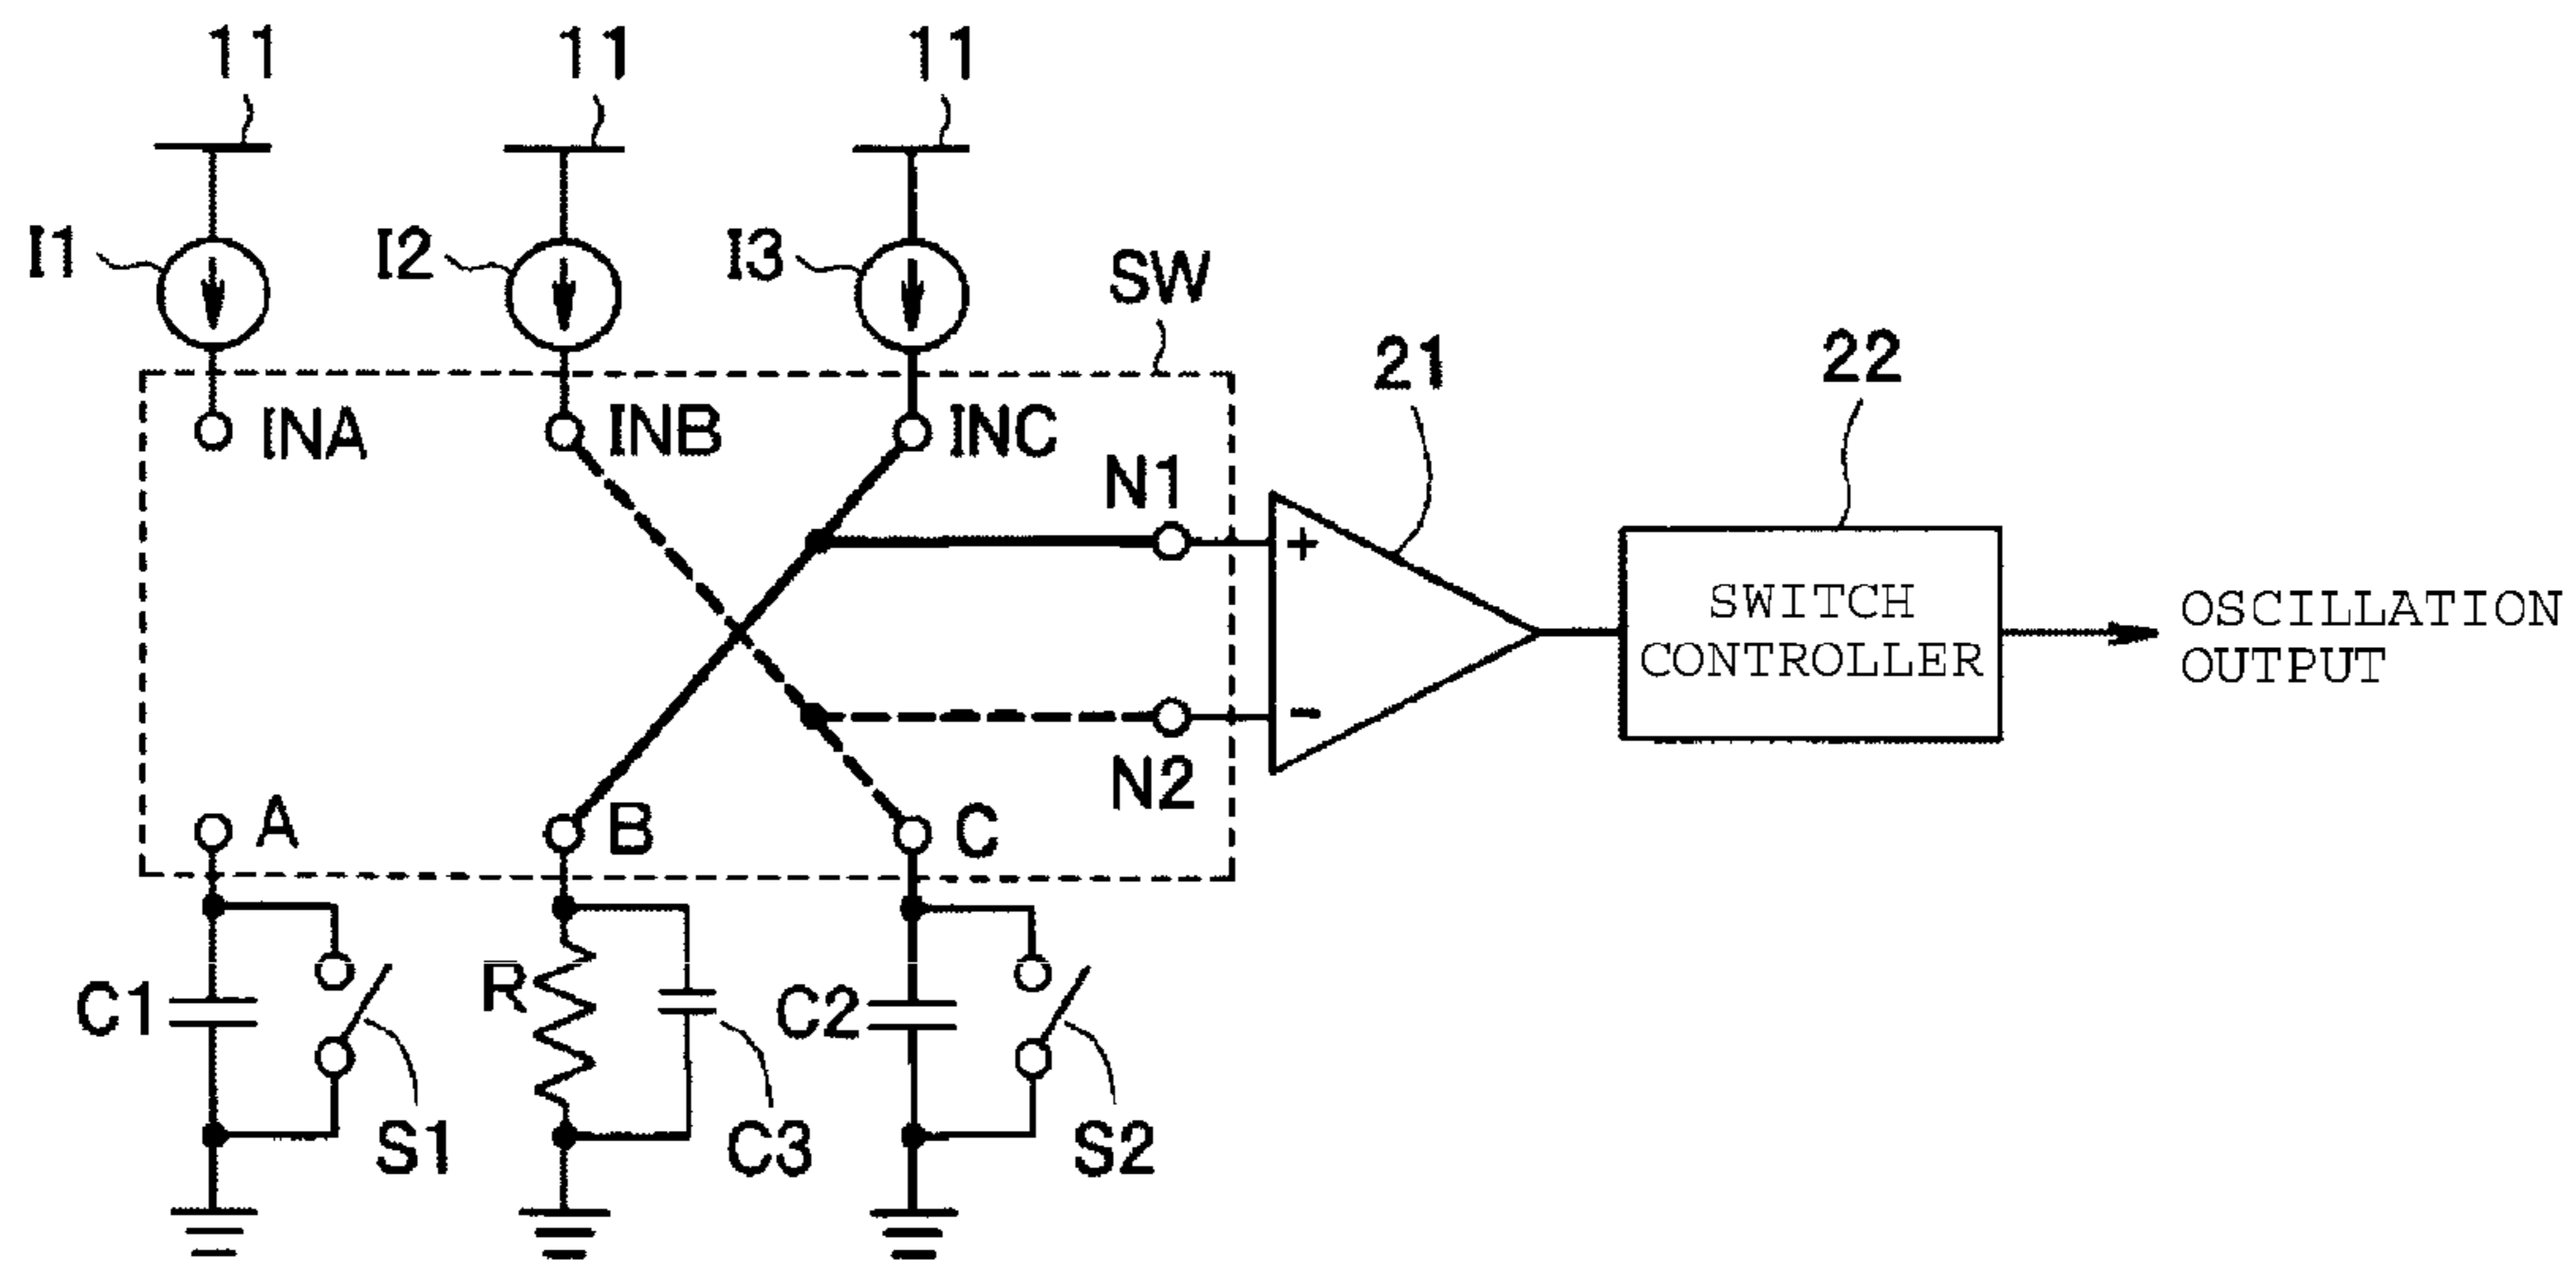 11 11 11
I1 I2 I3 SW
21 22
INA INB INC
N1
+
SWITCH
CONTROLLER
OSCILLATION
OUTPUT
-
N2
A B C
R
C1 C2
S1 C3 S2